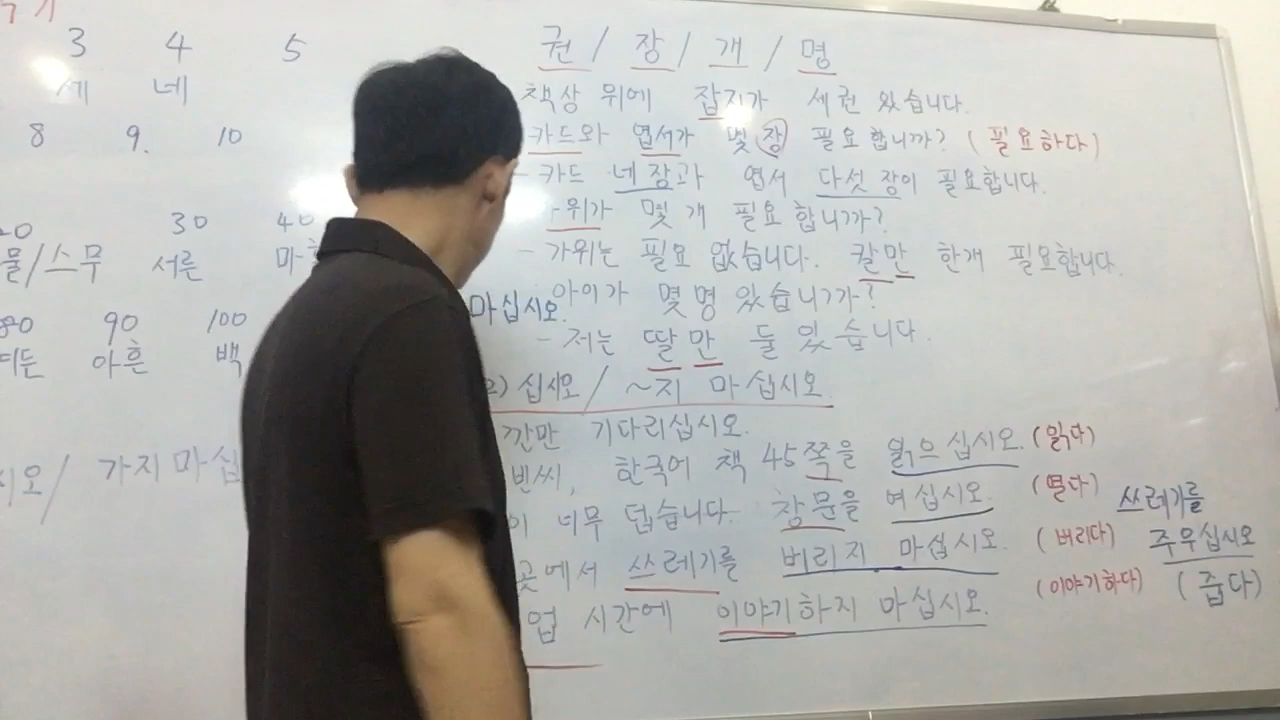 3 4 5
세 네
8 9. 10
30 40
물/스무 서른 마
80 90 100
여든 아흔 백
시오/ 가지 마십
권 / 장 / 개 / 명
책상 위에 잡지가 세 권 있습니다.
카드와 엽서가 몇 장 필요합니까? (필요하다)
- 카드 네 장과 엽서 다섯 장이 필요합니다.
위가 몇 개 필요합니까?
- 가위는 필요 없습니다. 칼만 한개 필요합니다.
아이가 몇 명 있습니까?
마십시오.
- 저는 딸만 둘 있습니다.
으) 십시오/ ~지 마십시오.
간만 기다리십시오.
빈씨, 한국어 책 45쪽을 읽으십시오. (읽다)
이 너무 덥습니다. 창문을 여십시오. (열다)
쓰레기를
곳에서 쓰레기를 버리지 마십시오. (버리다)
주우십시오
업 시간에 이야기하지 마십시오. (이야기하다)
(줍다)